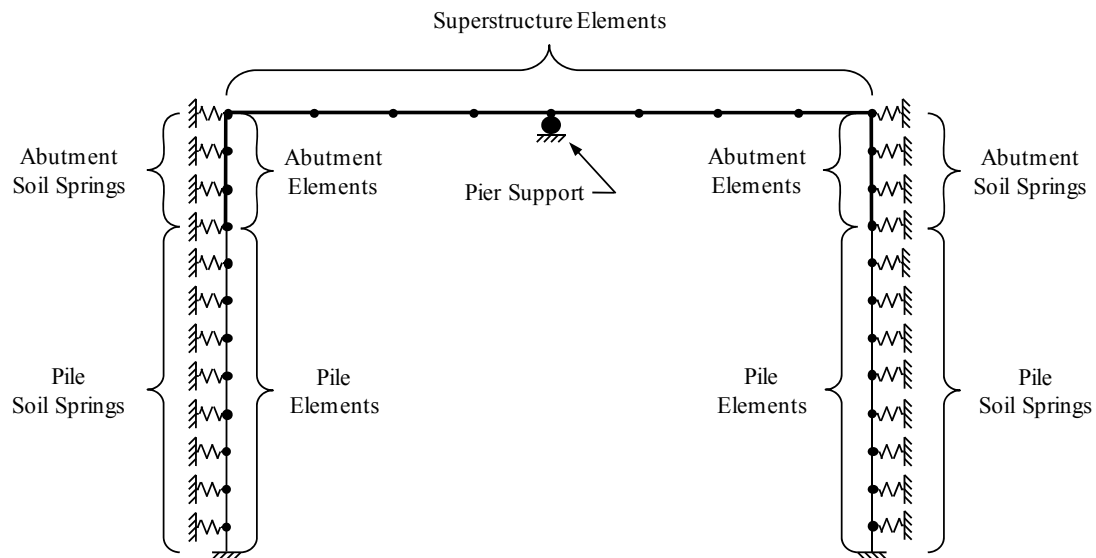 Superstructure Elements
Abutment
Soil Springs
Abutment
Elements
Pier Support
Abutment
Elements
Abutment
Soil Springs
Pile
Soil Springs
Pile
Elements
Pile
Elements
Pile
Soil Springs